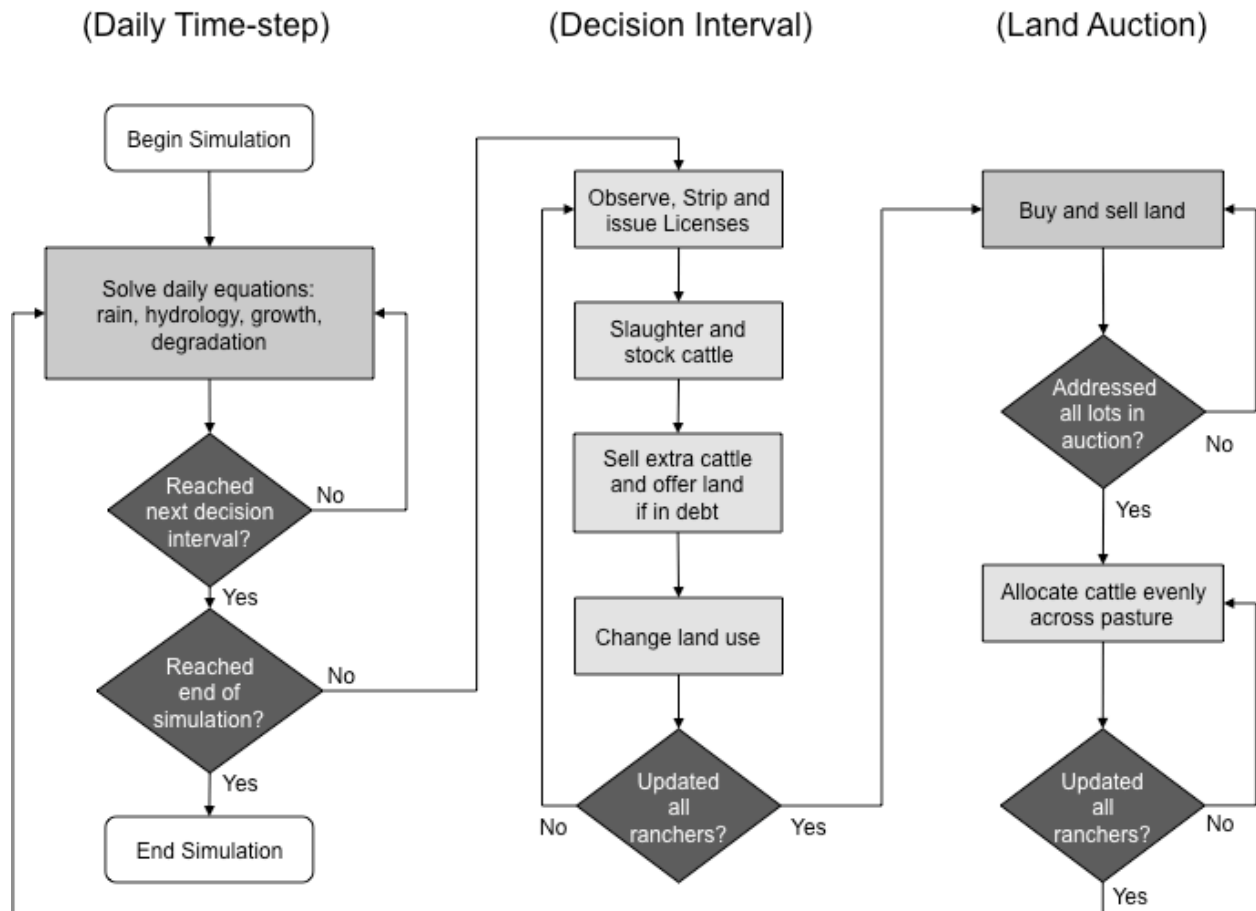 (Daily Time-step)
(Decision Interval)
(Land Auction)
Begin Simulation
Solve daily equations:
rain, hydrology, growth,
degradation
Reached
next decision
interval?
No
Yes
Reached
end of
simulation?
No
Yes
End Simulation
Observe, Strip and
issue Licenses
Slaughter and
stock cattle
Sell extra cattle
and offer land
if in debt
Change land use
Updated
all
ranchers?
No
Yes
Buy and sell land
Addressed
all lots in
auction?
No
Yes
Allocate cattle evenly
across pasture
Updated
all
ranchers?
No
Yes